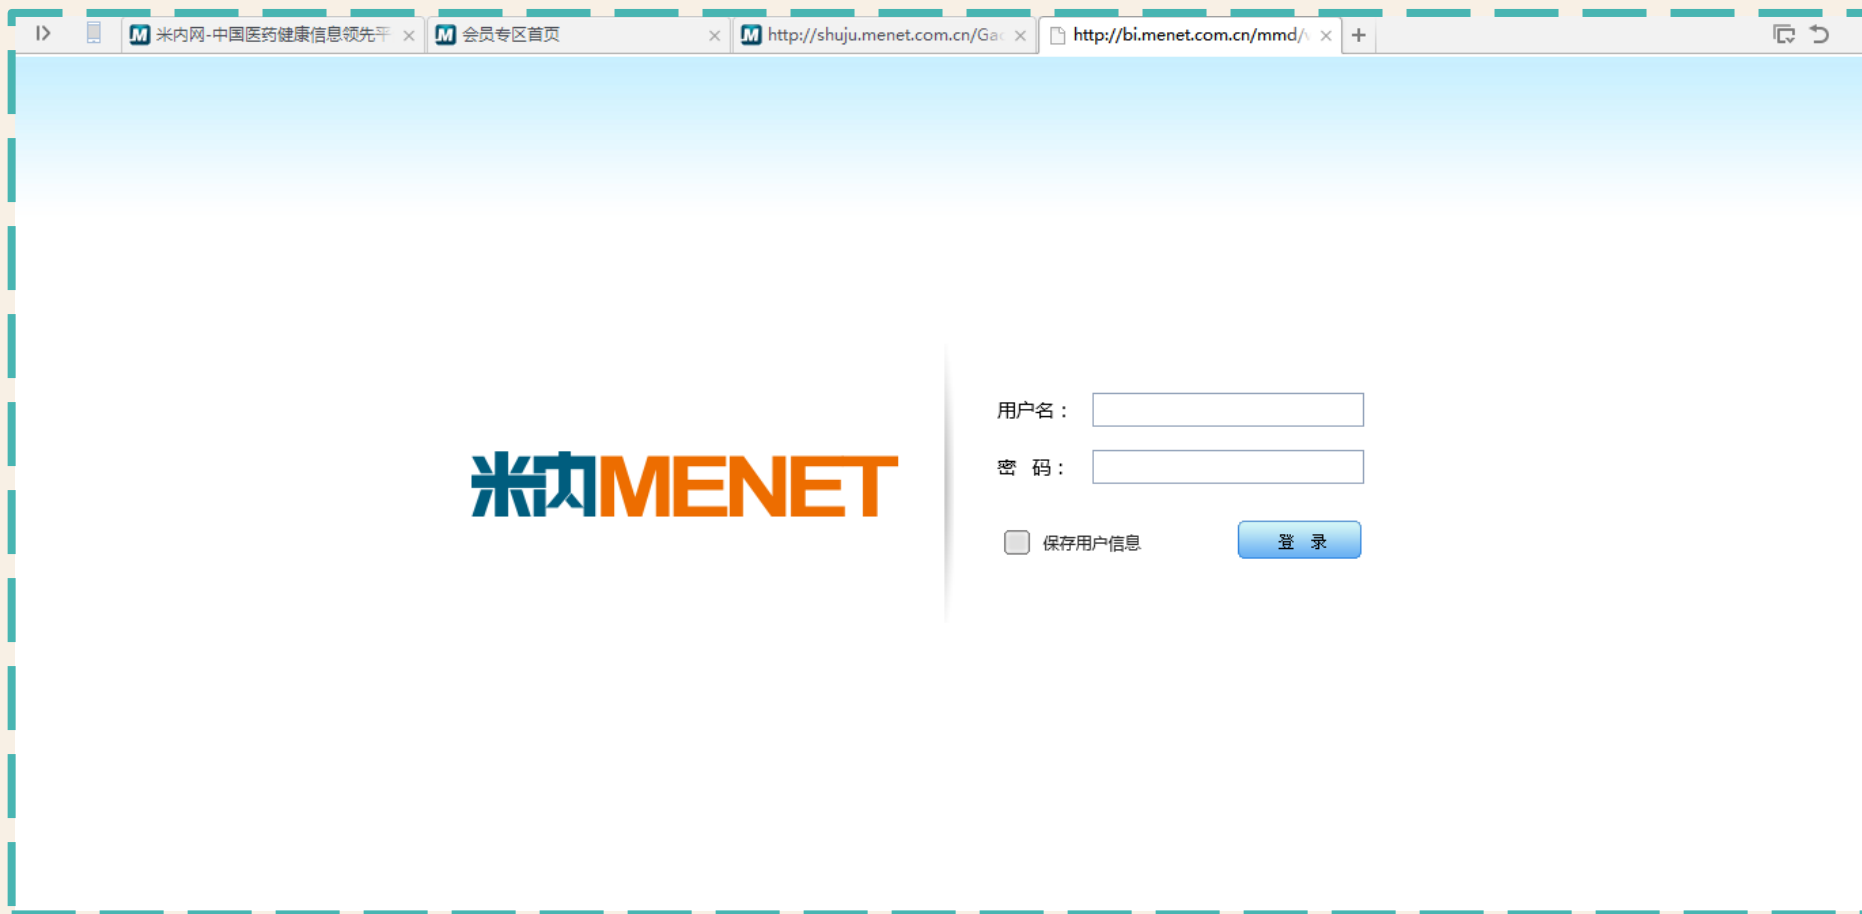 米内网-中国医药健康信息领先平
会员专区首页
http://shuju.menet.com.cn/Gao
http://bi.menet.com.cn/mmd/
米内MENET
用户名：
密 码：
保存用户信息
登 录